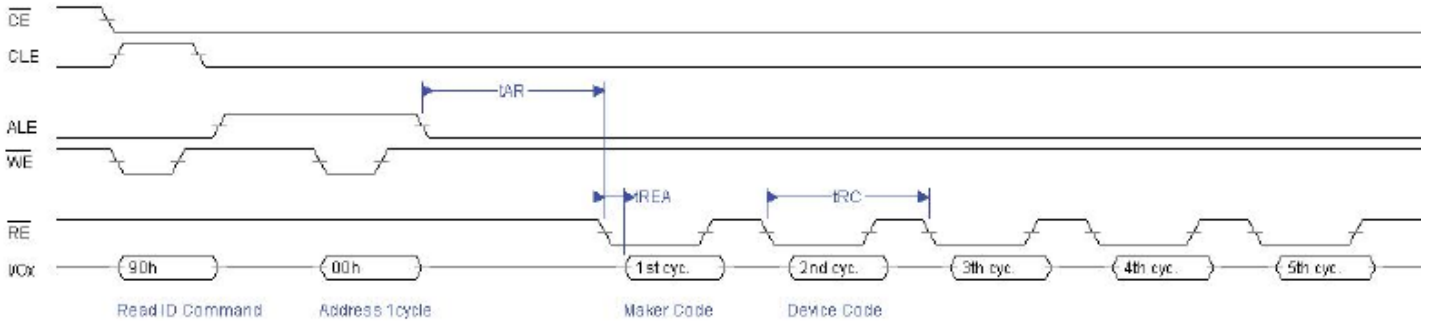 CE
CLE
tAR
ALE
WE
tREA
tRC
RE
I/Ox 90h 00h 1st cyc. 2nd cyc. 3th cyc. 4th cyc. 5th cyc.
Read ID Command Address 1cycle Maker Code Device Code